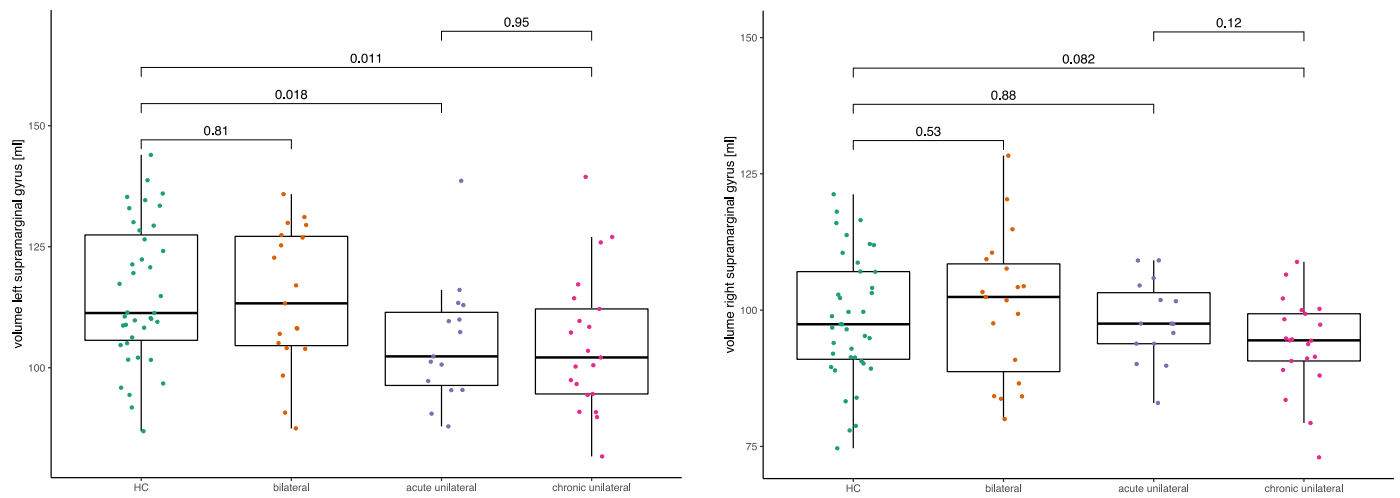 0.95
0.011
0.018
0.81
volume left supramarginal gyrus [ml]
150
125
100
HC
bilateral
acute unilateral
chronic unilateral
0.12
0.082
0.88
0.53
volume right supramarginal gyrus [ml]
150
125
100
75
HC
bilateral
acute unilateral
chronic unilateral